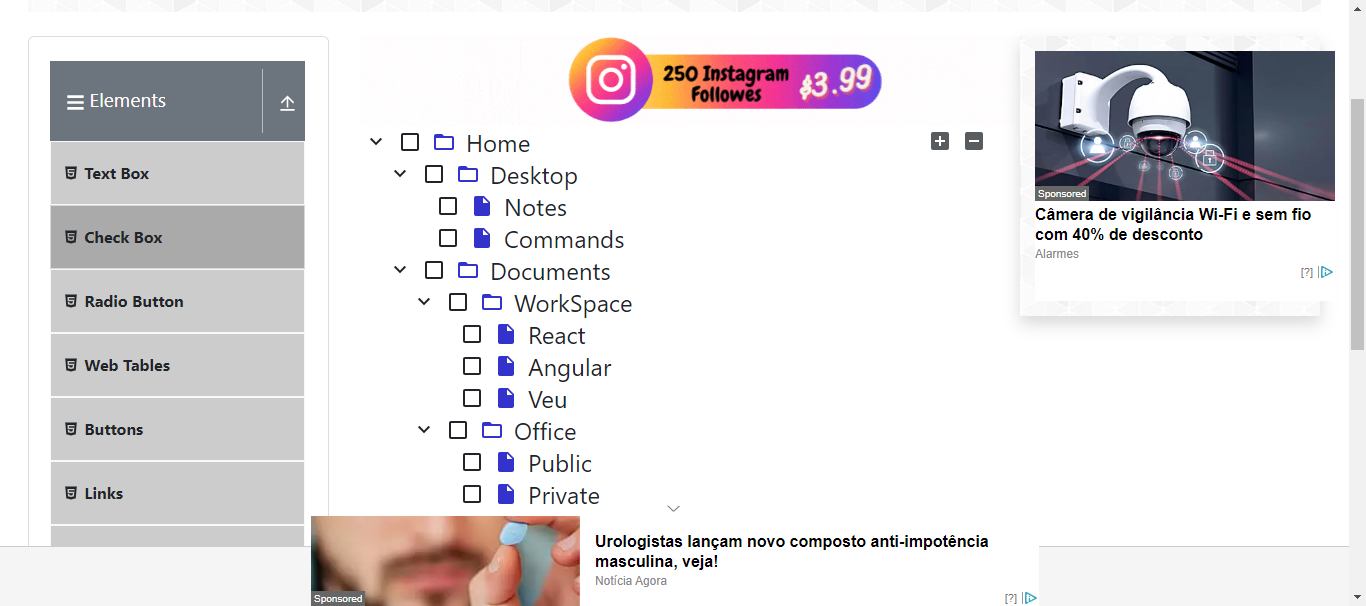 Elements
Text Box
Check Box
Radio Button
Web Tables
Buttons
Links
250 Instagram
Followes
$3.99
Home
Desktop
Notes
Commands
Documents
WorkSpace
React
Angular
Veu
Office
Public
Private
Sponsored
Câmera de vigilância Wi-Fi e sem fio
com 40% de desconto
Alarmes
[?]
Sponsored
Urologistas lançam novo composto anti-impotência
masculina, veja!
Notícia Agora
[?]